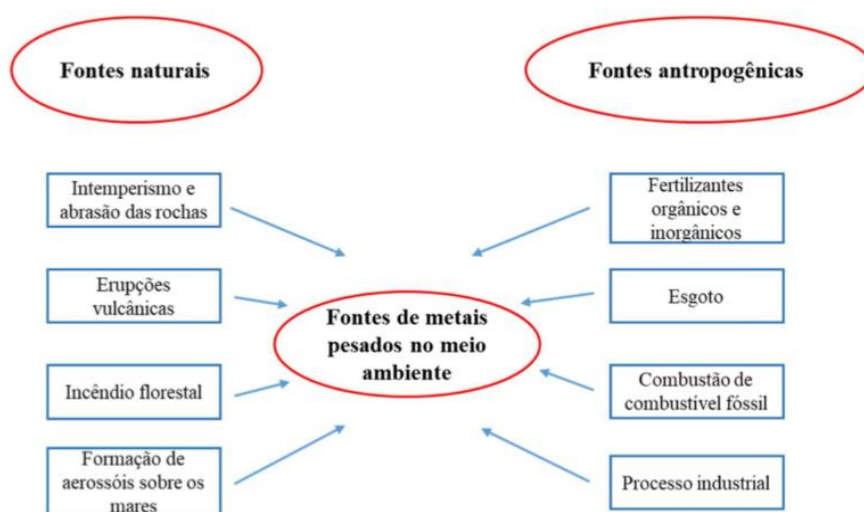 Fontes naturais
Fontes antropogênicas
Intemperismo e
abrasão das rochas
Erupções
vulcânicas
Incêndio florestal
Formação de
aerossóis sobre os
mares
Fontes de metais
pesados no meio
ambiente
Fertilizantes
orgânicos e
inorgânicos
Esgoto
Combustão de
combustível fóssil
Processo industrial